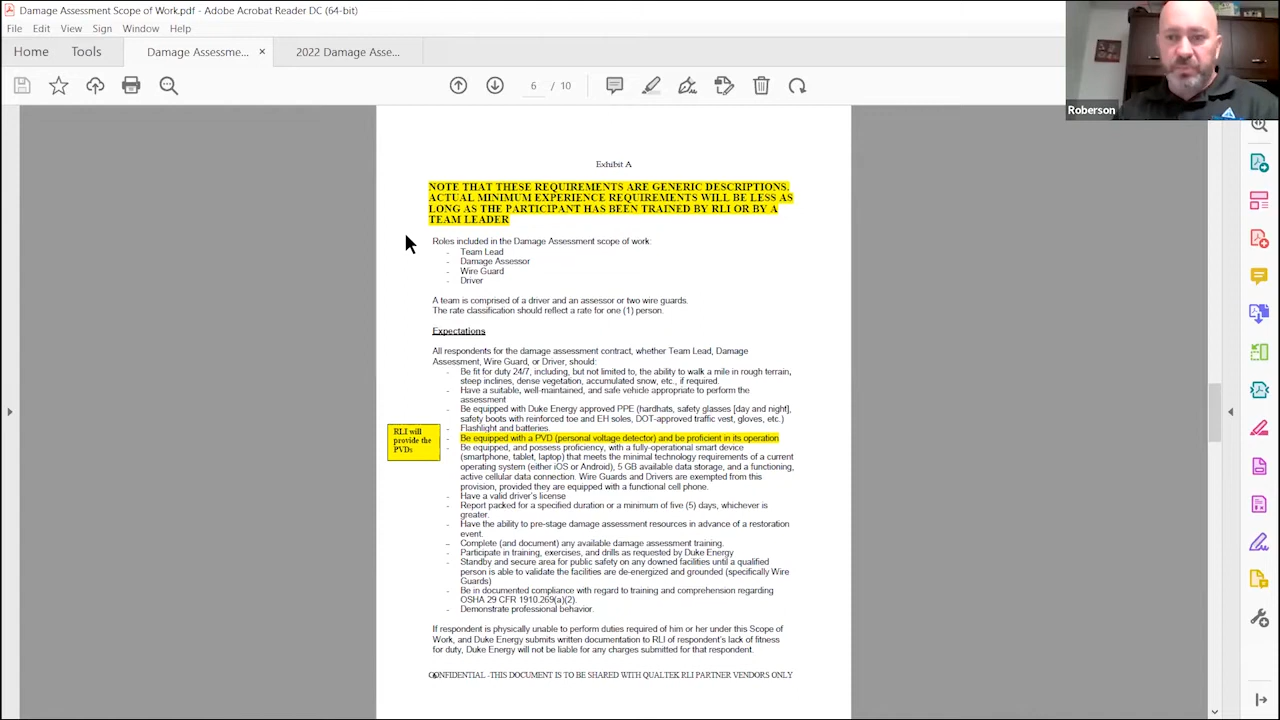 Damage Assessment Scope of Work.pdf - Adobe Acrobat Reader DC (64-bit)
File Edit View Sign Window Help
Home Tools Damage Assessme... × 2022 Damage Asse...
6 / 10
Roberson
Exhibit A
NOTE THAT THESE REQUIREMENTS ARE GENERIC DESCRIPTIONS.
ACTUAL MINIMUM EXPERIENCE REQUIREMENTS WILL BE LESS AS
LONG AS THE PARTICIPANT HAS BEEN TRAINED BY RLI OR BY A
TEAM LEADER
Roles included in the Damage Assessment scope of work:
- Team Lead
- Damage Assessor
- Wire Guard
- Driver
A team is comprised of a driver and an assessor or two wire guards.
The rate classification should reflect a rate for one (1) person.
Expectations
All respondents for the damage assessment contract, whether Team Lead, Damage
Assessment, Wire Guard, or Driver, should:
- Be fit for duty 24/7, including, but not limited to, the ability to walk a mile in rough terrain,
steep inclines, dense vegetation, accumulated snow, etc., if required.
- Have a suitable, well-maintained, and safe vehicle appropriate to perform the
assessment
- Be equipped with Duke Energy approved PPE (hardhats, safety glasses [day and night],
safety boots with reinforced toe and EH soles, DOT-approved traffic vest, gloves, etc.)
- Flashlight and batteries.
- Be equipped with a PVD (personal voltage detector) and be proficient in its operation
RLI will
provide the
PVDs
- Be equipped, and possess proficiency, with a fully-operational smart device
(smartphone, tablet, laptop) that meets the minimal technology requirements of a current
operating system (either iOS or Android), 5 GB available data storage, and a functioning,
active cellular data connection. Wire Guards and Drivers are exempted from this
provision, provided they are equipped with a functional cell phone.
- Have a valid driver's license
- Report packed for a specified duration or a minimum of five (5) days, whichever is
greater.
- Have the ability to pre-stage damage assessment resources in advance of a restoration
event.
- Complete (and document) any available damage assessment training.
- Participate in training, exercises, and drills as requested by Duke Energy
- Standby and secure area for public safety on any downed facilities until a qualified
person is able to validate the facilities are de-energized and grounded (specifically Wire
Guards)
- Be in documented compliance with regard to training and comprehension regarding
OSHA 29 CFR 1910.269(a)(2).
- Demonstrate professional behavior.
If respondent is physically unable to perform duties required of him or her under this Scope of
Work, and Duke Energy submits written documentation to RLI of respondent's lack of fitness
for duty, Duke Energy will not be liable for any charges submitted for that respondent.
CONFIDENTIAL -THIS DOCUMENT IS TO BE SHARED WITH QUALTEK RLI PARTNER VENDORS ONLY